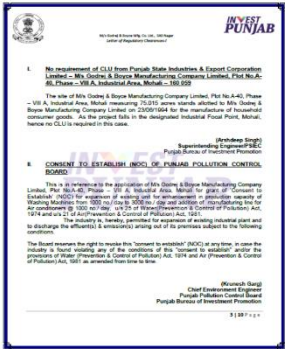 INVEST
PUNJAB
M/s Godrej & Boyce Mfg. Co. Ltd., 160 059
Letter of Regulatory Clearances-I
I. No requirement of CLU from Punjab State Industries & Export Corporation
Limited – M/s Godrej & Boyce Manufacturing Company Limited, Plot No.A-
40, Phase – VIII A, Industrial Area, Mohali – 160 059
The site of M/s Godrej & Boyce Manufacturing Company Limited, Plot No.A-40, Phase
– VIII A, Industrial Area, Mohali measuring 75.015 acres stands allotted to M/s Godrej &
Boyce Manufacturing Company Limited on 23/08/1994 for the manufacture of household
consumer goods. As the project falls in the designated Industrial Focal Point, Mohali,
hence no CLU is required in this case.
(Arshdeep Singh)
Superintending Engineer/PSIEC
Punjab Bureau of Investment Promotion
II. CONSENT TO ESTABLISH (NOC) OF PUNJAB POLLUTION CONTROL
BOARD
This is in reference to the application of M/s Godrej & Boyce Manufacturing Company
Limited, Plot No.A-40, Phase – VIII A, Industrial Area, Mohali for grant of 'Consent to
Establish' (NOC) for expansion of existing unit for enhancement in production capacity of
Washing Machines from 1000 no./ day to 3000 no./ day and addition of manufacturing line for
Air conditioners @ 1000 no./ day, u/s 25 of Water(Prevention & Control of Pollution) Act,
1974 and u/s 21 of Air(Prevention & Control of Pollution) Act, 1981.
The industry is, hereby, permitted for expansion of existing industrial plant and
to discharge the effluent(s) & emission(s) arising out of its premises subject to the following
conditions.
The Board reserves the right to revoke this "consent to establish" (NOC) at any time, in case the
industry is found violating any of the conditions of this "consent to establish" and/or the
provisions of Water (Prevention & Control of Pollution) Act, 1974 and Air (Prevention &
Control of Pollution) Act, 1981 as amended from time to time.
(Krunesh Garg)
Chief Environment Engineer
Punjab Pollution Control Board
Punjab Bureau of Investment Promotion
3 | 10 P a g e